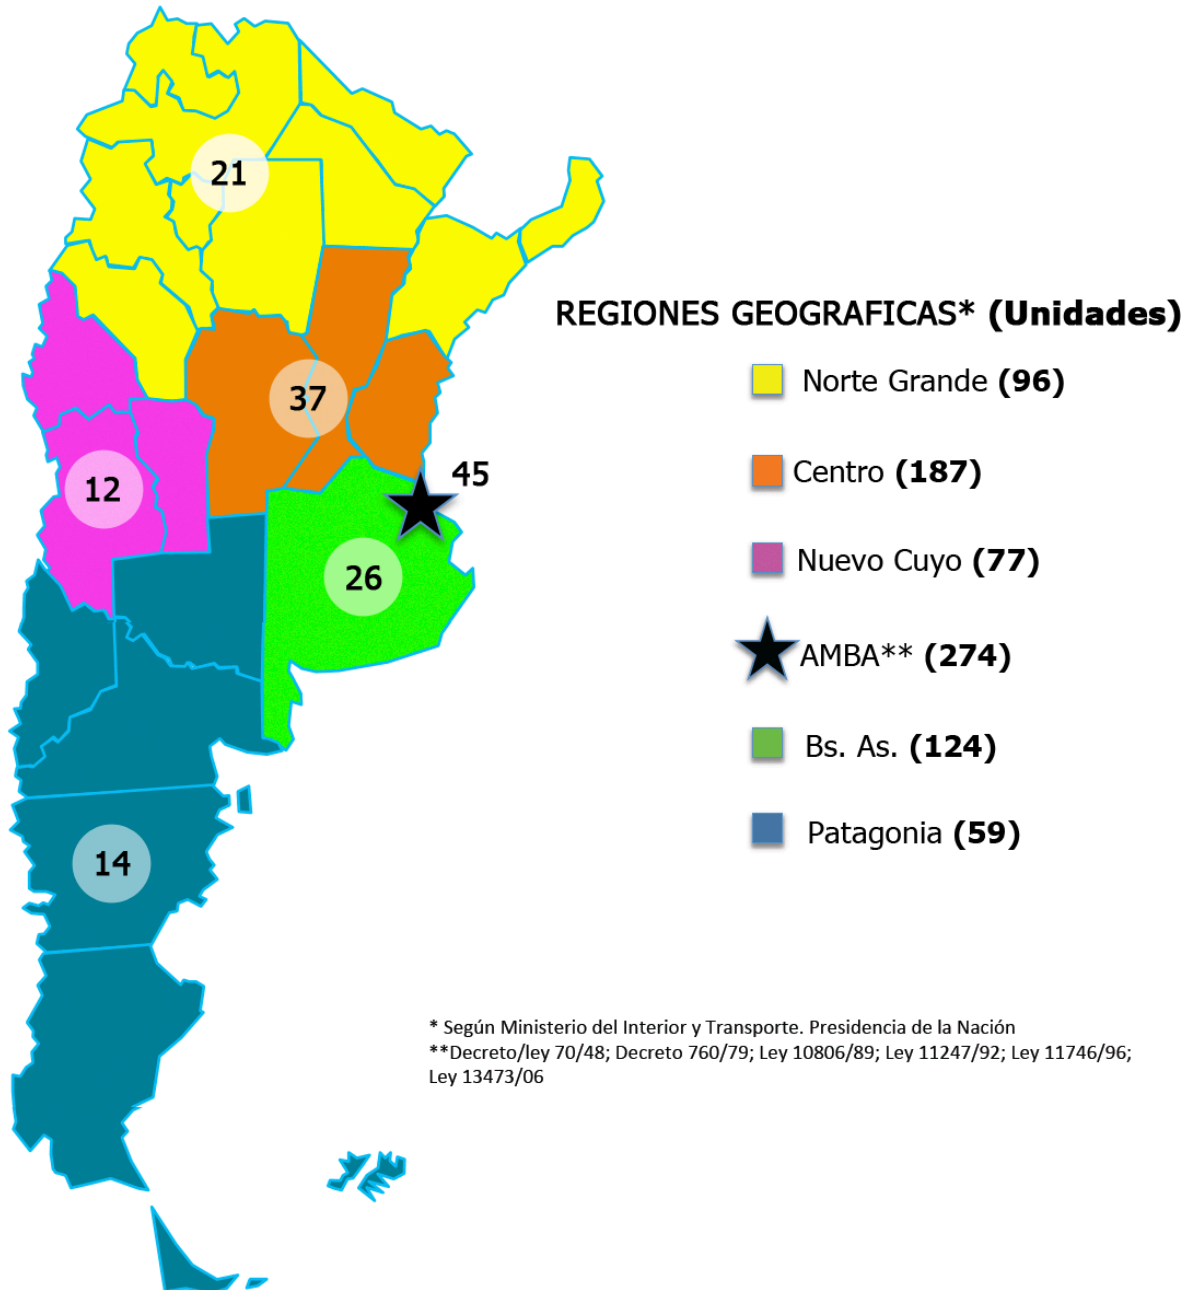 21
REGIONES GEOGRAFICAS* (Unidades)
Norte Grande (96)
37
Centro (187)
45
12
Nuevo Cuyo (77)
26
AMBA** (274)
Bs. As. (124)
Patagonia (59)
14
* Según Ministerio del Interior y Transporte. Presidencia de la Nación
**Decreto/ley 70/48; Decreto 760/79; Ley 10806/89; Ley 11247/92; Ley 11746/96;
Ley 13473/06